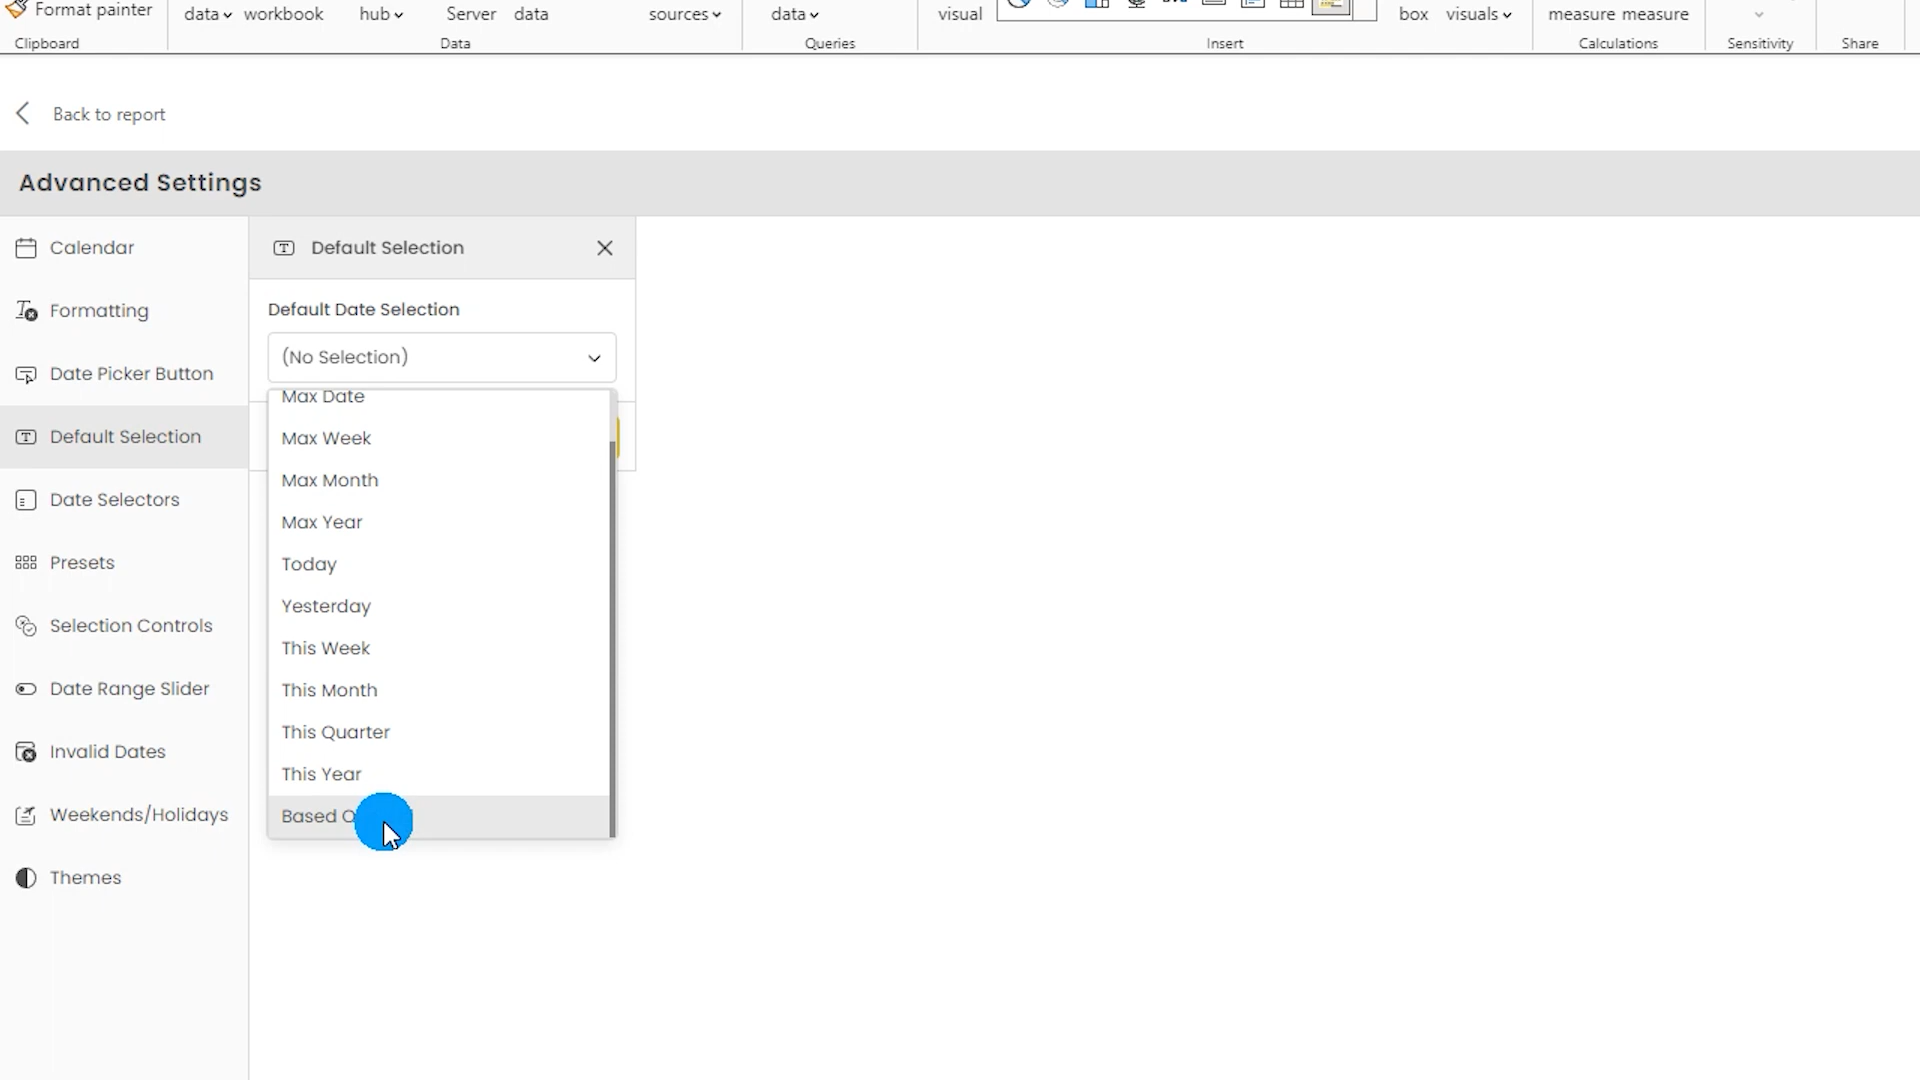 Format painter
data workbook hub Server data sources data visual box visuals measure measure
Clipboard Data Queries Insert Calculations Sensitivity Share
Back to report
Advanced Settings
Calendar
Formatting
Date Picker Button
Default Selection
Date Selectors
Presets
Selection Controls
Date Range Slider
Invalid Dates
Weekends/Holidays
Themes
Default Selection
Default Date Selection
(No Selection)
Max Date
Max Week
Max Month
Max Year
Today
Yesterday
This Week
This Month
This Quarter
This Year
Based